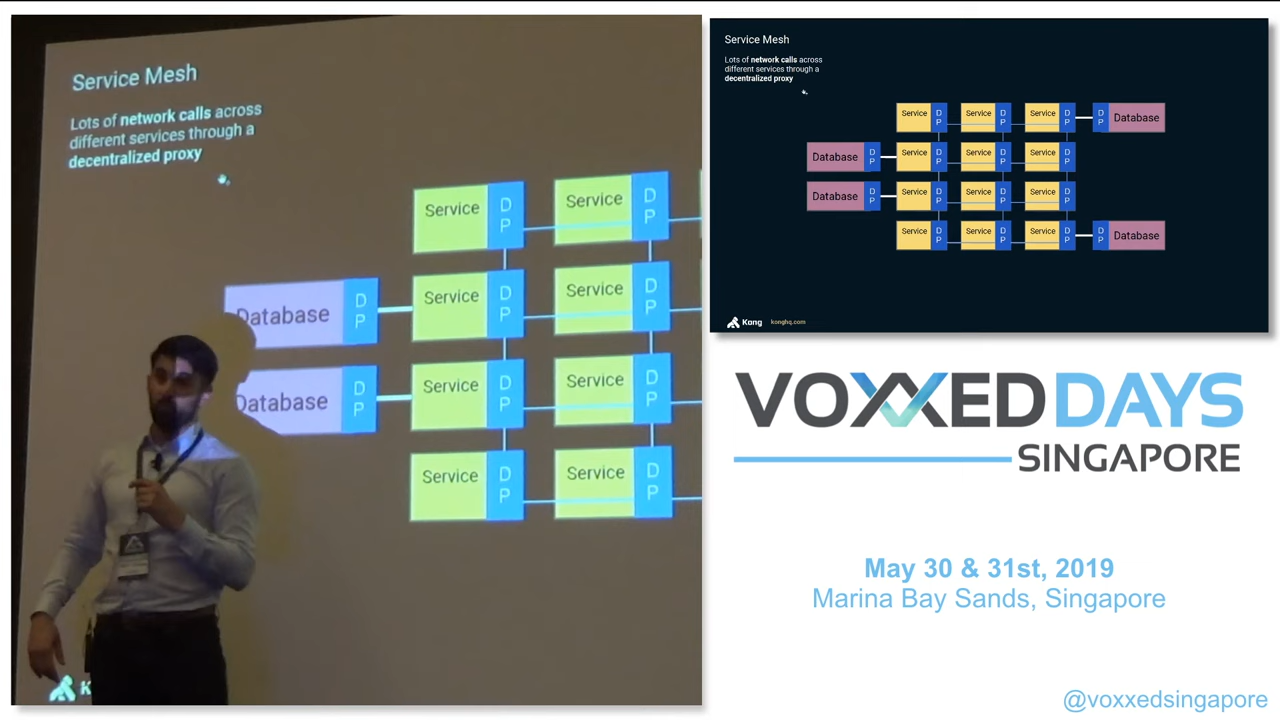 Service Mesh
Lots of network calls across
different services through a
decentralized proxy
Service
D
P
Service
D
P
Database
D
P
Service
D
P
Service
D
P
Database
D
P
Service
D
P
Service
D
P
Service
D
P
Service
D
P
K
Service Mesh
Lots of network calls across
different services through a
decentralized proxy
Service
D
P
Service
D
P
Service
D
P
D
P
Database
Database
D
P
Service
D
P
Service
D
P
Service
D
P
Database
D
P
Service
D
P
Service
D
P
Service
D
P
Service
D
P
Service
D
P
Service
D
P
D
P
Database
Kong konghq.com
VOXXEDDAYS
SINGAPORE
May 30 & 31st, 2019
Marina Bay Sands, Singapore
@voxxedsingapore